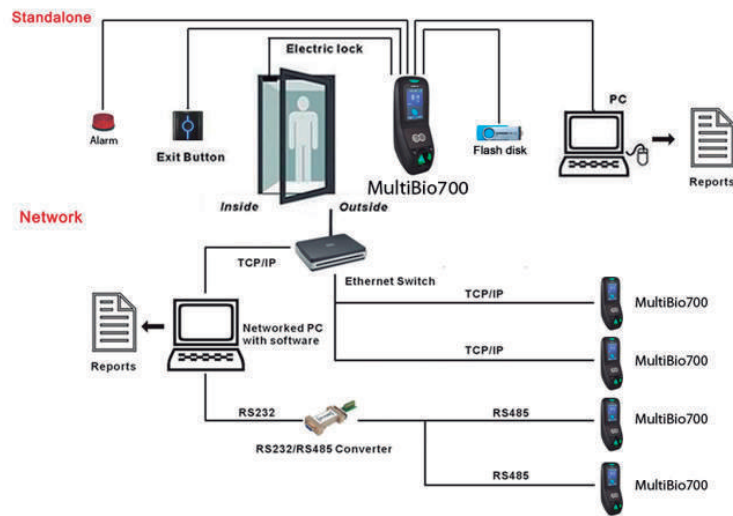 Standalone
Electric lock
PC
Alarm
Exit Button
Flash disk
MultiBio700
Reports
Inside
Outside
Network
TCP/IP
Ethernet Switch
TCP/IP
MultiBio700
Networked PC
with software
Reports
TCP/IP
MultiBio700
RS232
RS485
MultiBio700
RS232/RS485 Converter
RS485
MultiBio700